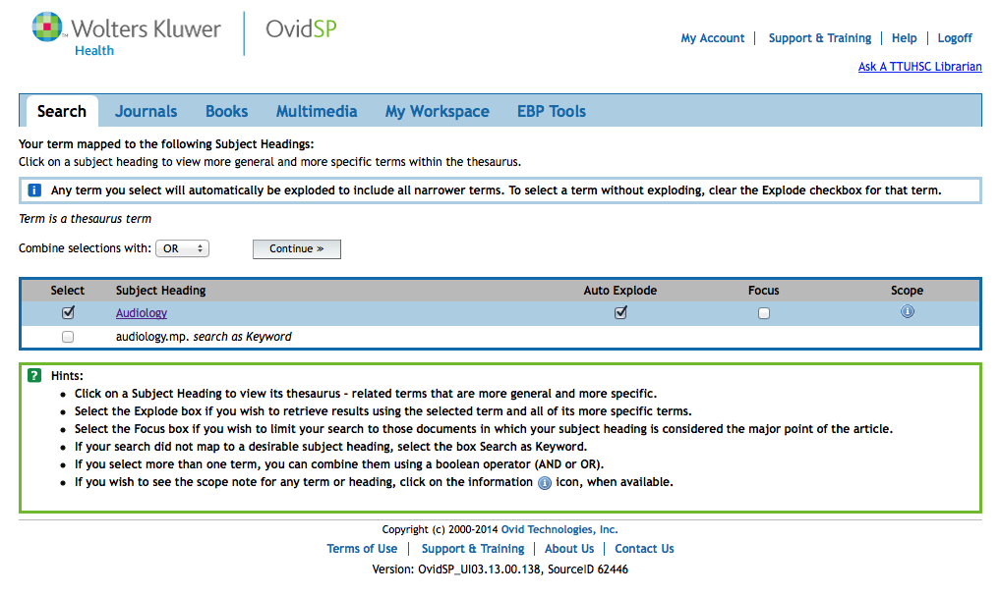 Wolters Kluwer
Health
OvidSP
My Account | Support & Training | Help | Logoff
Ask A TTUHSC Librarian
Search Journals Books Multimedia My Workspace EBP Tools
Your term mapped to the following Subject Headings:
Click on a subject heading to view more general and more specific terms within the thesaurus.
i Any term you select will automatically be exploded to include all narrower terms. To select a term without exploding, clear the Explode checkbox for that term.
Term is a thesaurus term
Combine selections with: OR Continue »
Select Subject Heading Auto Explode Focus Scope
Audiology
audiology.mp. search as Keyword
? Hints:
• Click on a Subject Heading to view its thesaurus - related terms that are more general and more specific.
• Select the Explode box if you wish to retrieve results using the selected term and all of its more specific terms.
• Select the Focus box if you wish to limit your search to those documents in which your subject heading is considered the major point of the article.
• If your search did not map to a desirable subject heading, select the box Search as Keyword.
• If you select more than one term, you can combine them using a boolean operator (AND or OR).
• If you wish to see the scope note for any term or heading, click on the information i icon, when available.
Copyright (c) 2000-2014 Ovid Technologies, Inc.
Terms of Use | Support & Training | About Us | Contact Us
Version: OvidSP_UI03.13.00.138, SourceID 62446